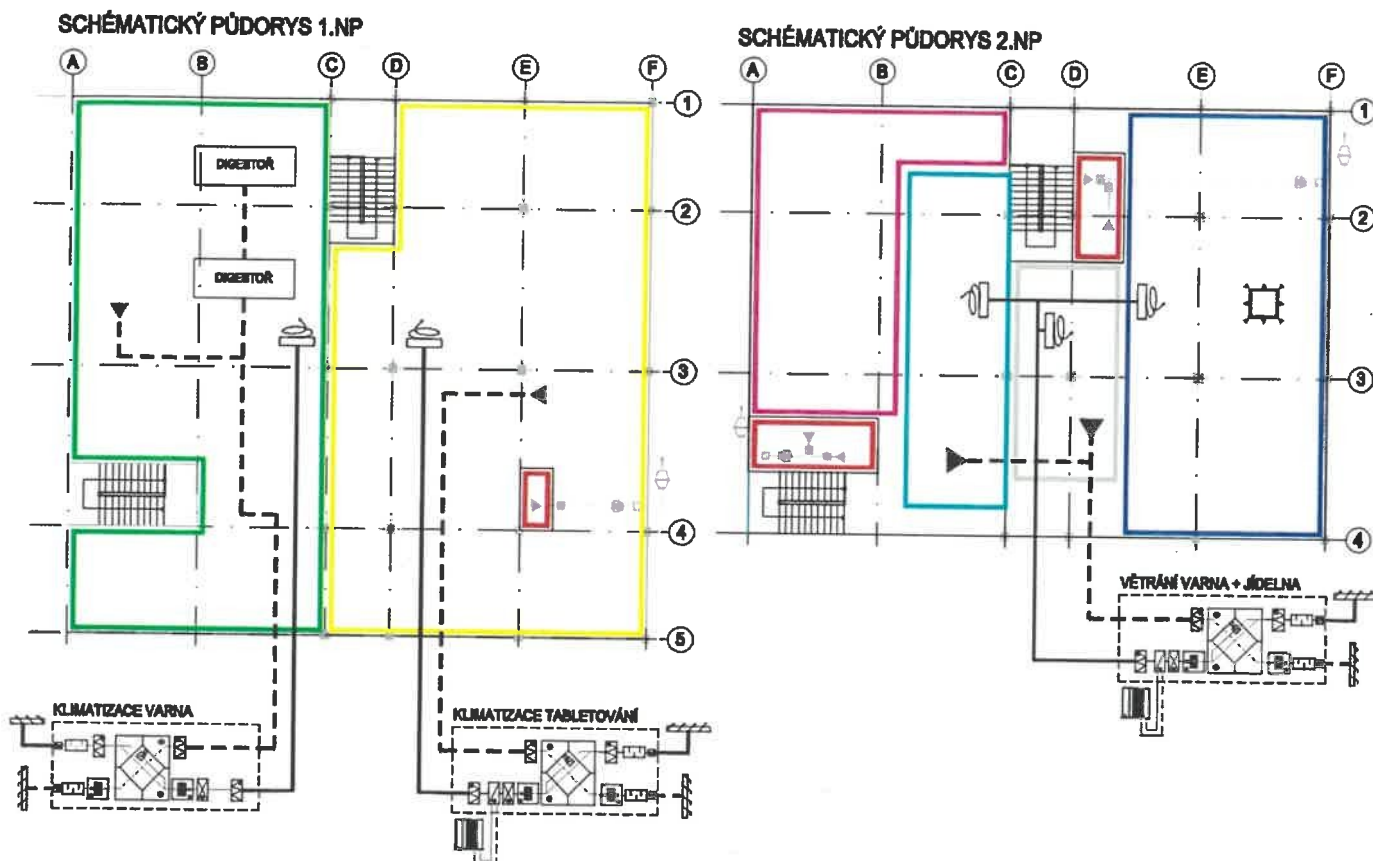 SCHÉMATICKÝ PŮDORYS 1.NP
A B C D E F
1
DIGESTOŘ
2
DIGESTOŘ
3
4
5
KLIMATIZACE VARNA
KLIMATIZACE TABLETOVÁNÍ
SCHÉMATICKÝ PŮDORYS 2.NP
A B C D E F
1
2
3
4
VĚTRÁNÍ VARNA + JÍDELNA